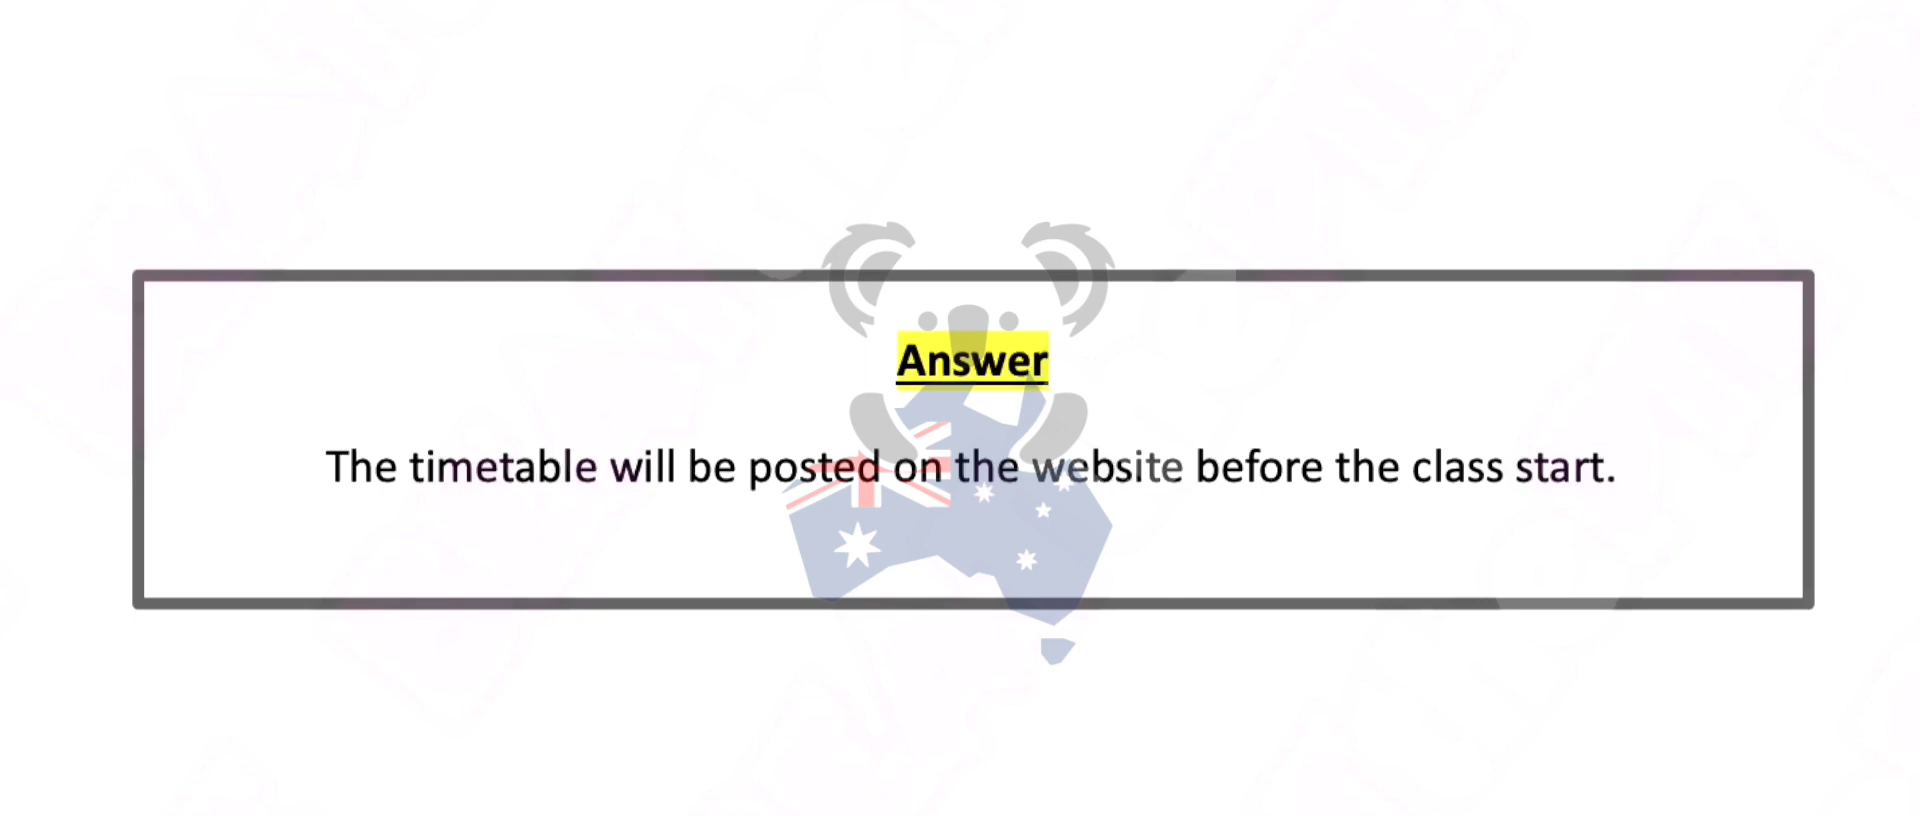 Answer
The timetable will be posted on the website before the class start.